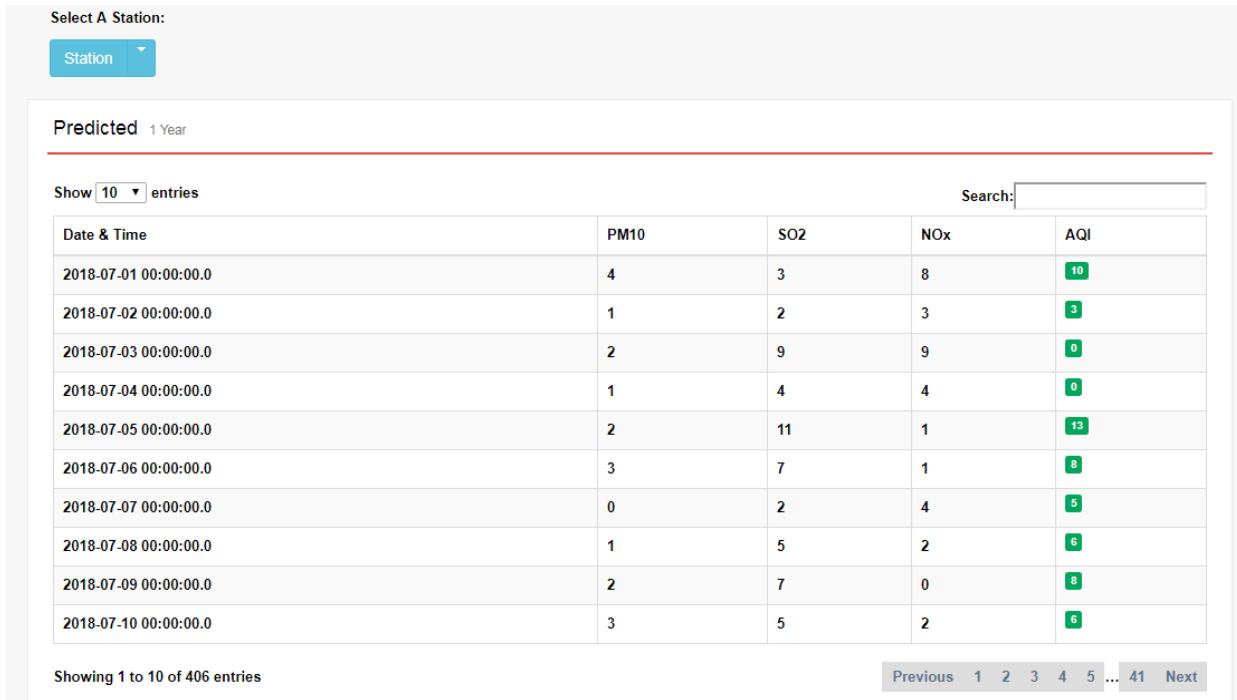 Select A Station:
Station
Predicted 1 Year
Show 10 entries
Search:
Date & Time PM10 SO2 NOx AQI
2018-07-01 00:00:00.0 4 3 8 10
2018-07-02 00:00:00.0 1 2 3 3
2018-07-03 00:00:00.0 2 9 9 0
2018-07-04 00:00:00.0 1 4 4 0
2018-07-05 00:00:00.0 2 11 1 13
2018-07-06 00:00:00.0 3 7 1 8
2018-07-07 00:00:00.0 0 2 4 5
2018-07-08 00:00:00.0 1 5 2 6
2018-07-09 00:00:00.0 2 7 0 8
2018-07-10 00:00:00.0 3 5 2 6
Showing 1 to 10 of 406 entries
Previous 1 2 3 4 5 ... 41 Next